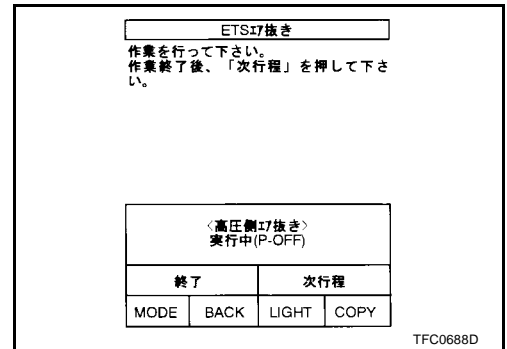 ETSｴｱ抜き
作業を行って下さい。
作業終了後、「次行程」を押して下さ
い。
〈高圧側ｴｱ抜き〉
実行中(P-OFF)
終了 次行程
MODE BACK LIGHT COPY
TFC0688D